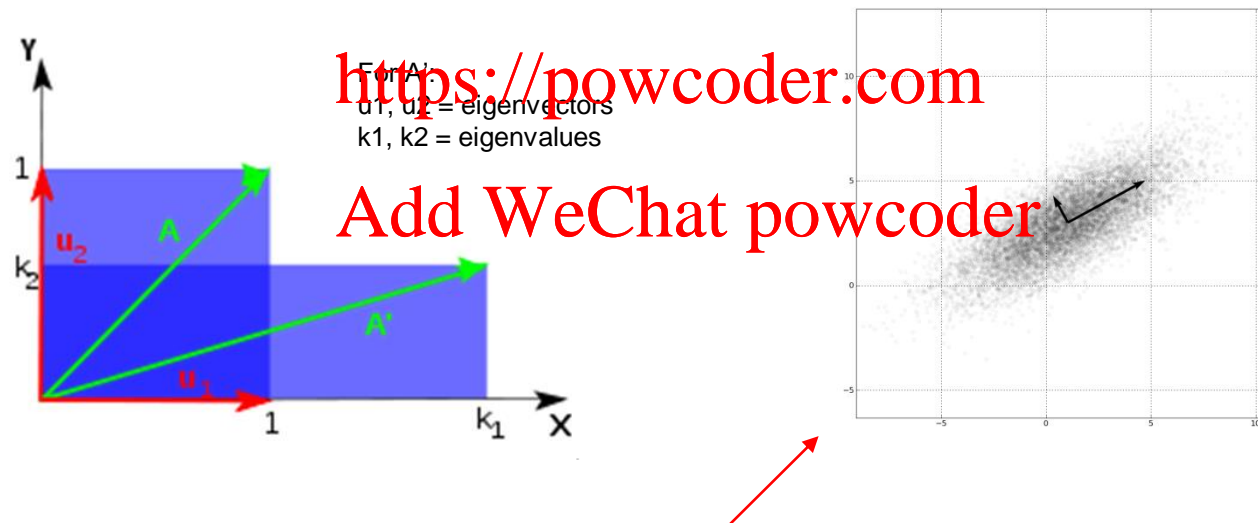 Y
https://powcoder.com
For A':
u1, u2 = eigenvectors
k1, k2 = eigenvalues
Add WeChat powcoder
1
A
u2
k2
A'
u1
1
k1
X
10
5
0
−5
−5
0
5
10